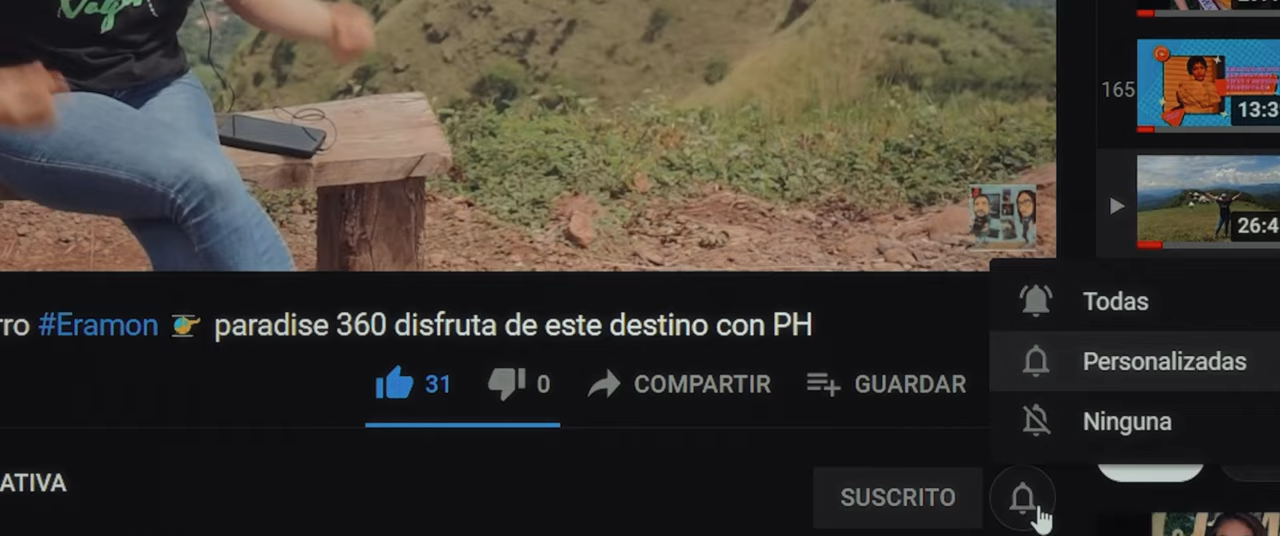 165
13:3
26:4
Todas
rro #Eramon paradise 360 disfruta de este destino con PH
Personalizadas
31 0 COMPARTIR GUARDAR
Ninguna
ATIVA
SUSCRITO